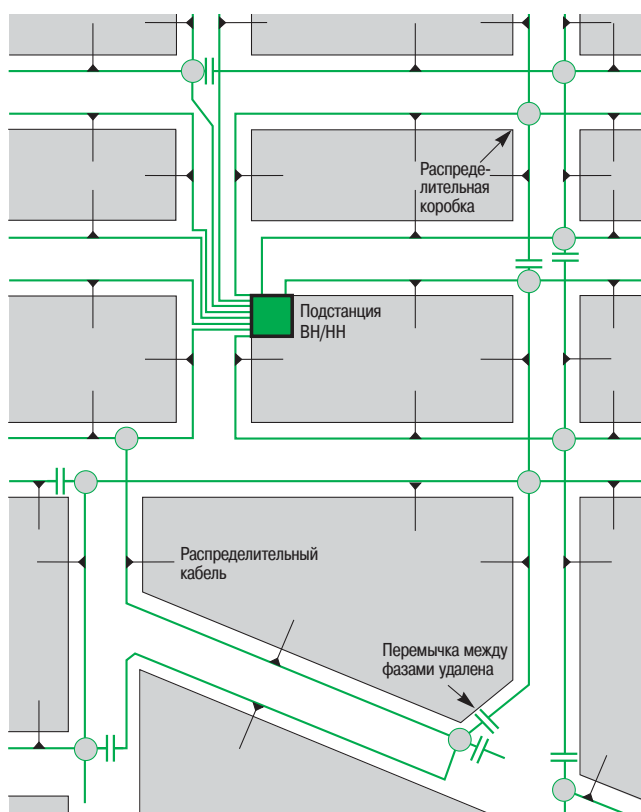 Распреде-
лительная
коробка
Подстанция
ВН/НН
Распределительный
кабель
Перемычка между
фазами удалена